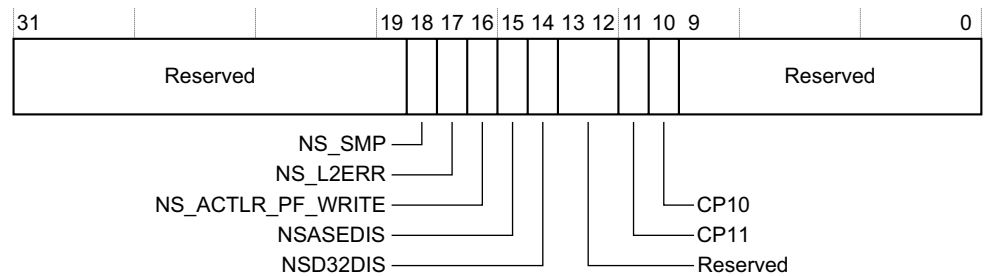 31 19 18 17 16 15 14 13 12 11 10 9 0
Reserved Reserved
NS_SMP
NS_L2ERR
NS_ACTLR_PF_WRITE CP10
NSASEDIS CP11
NSD32DIS Reserved